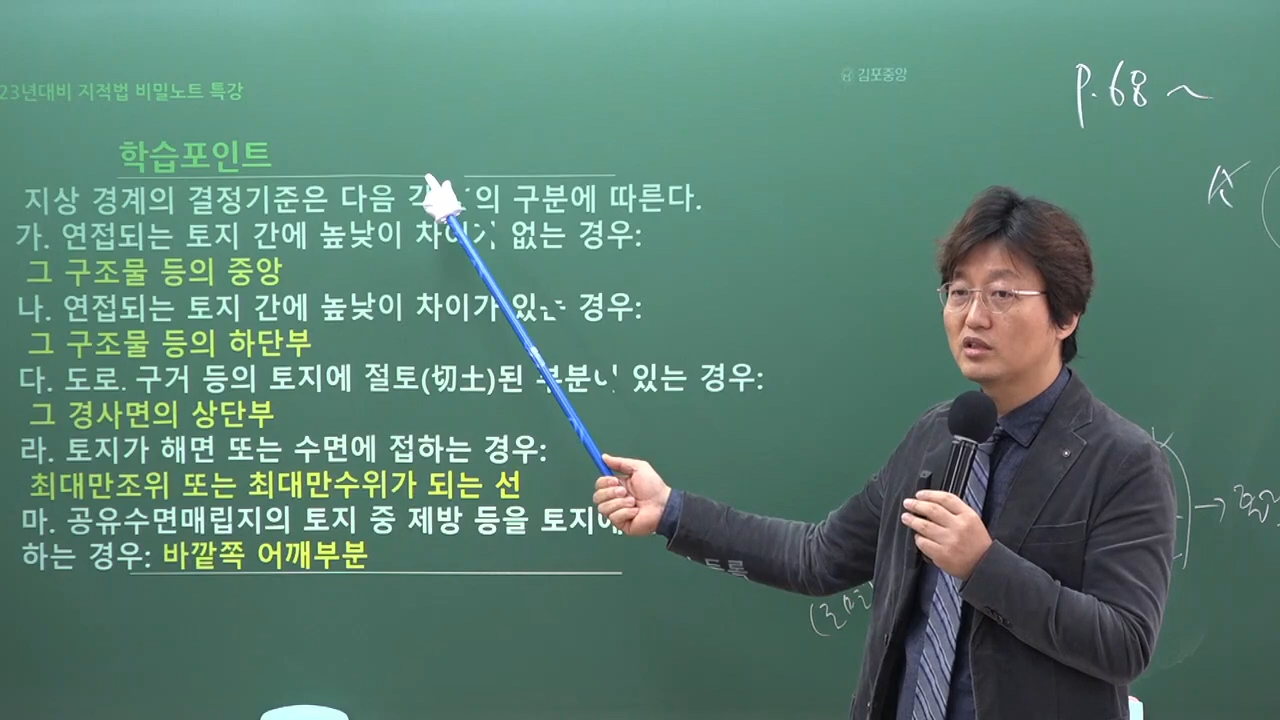 23년대비 지적법 비밀노트 특강
김포중앙
P.68 ~
학습포인트
지상 경계의 결정기준은 다음 각 의 구분에 따른다.
가. 연접되는 토지 간에 높낮이 차이가 없는 경우:
그 구조물 등의 중앙
나. 연접되는 토지 간에 높낮이 차이가 있는 경우:
그 구조물 등의 하단부
다. 도로. 구거 등의 토지에 절토(切土)된 부분이 있는 경우:
그 경사면의 상단부
라. 토지가 해면 또는 수면에 접하는 경우:
최대만조위 또는 최대만수위가 되는 선
마. 공유수면매립지의 토지 중 제방 등을 토지에
하는 경우: 바깥쪽 어깨부분